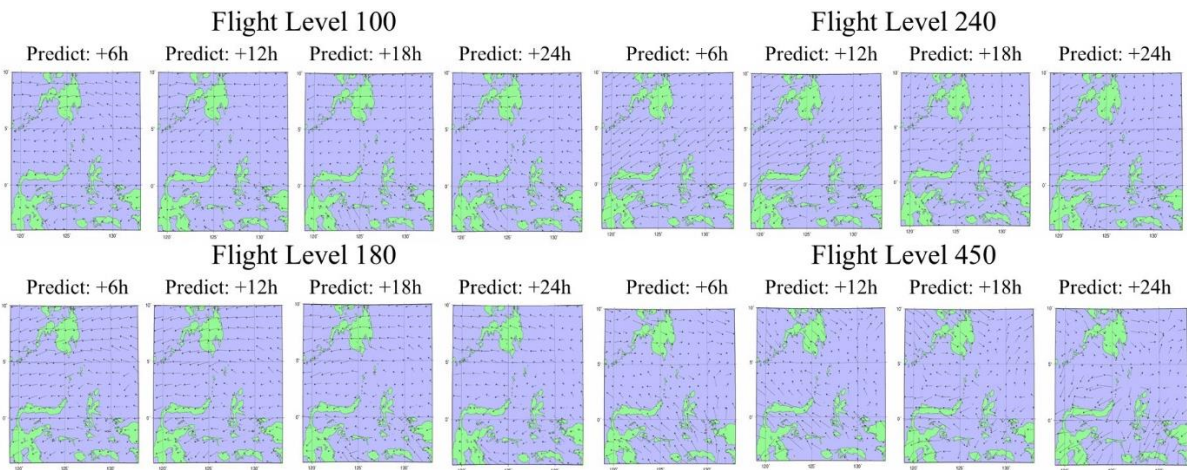 Flight Level 100
Flight Level 240
Predict: +6h
Predict: +12h
Predict: +18h
Predict: +24h
Predict: +6h
Predict: +12h
Predict: +18h
Predict: +24h
Flight Level 180
Flight Level 450
Predict: +6h
Predict: +12h
Predict: +18h
Predict: +24h
Predict: +6h
Predict: +12h
Predict: +18h
Predict: +24h